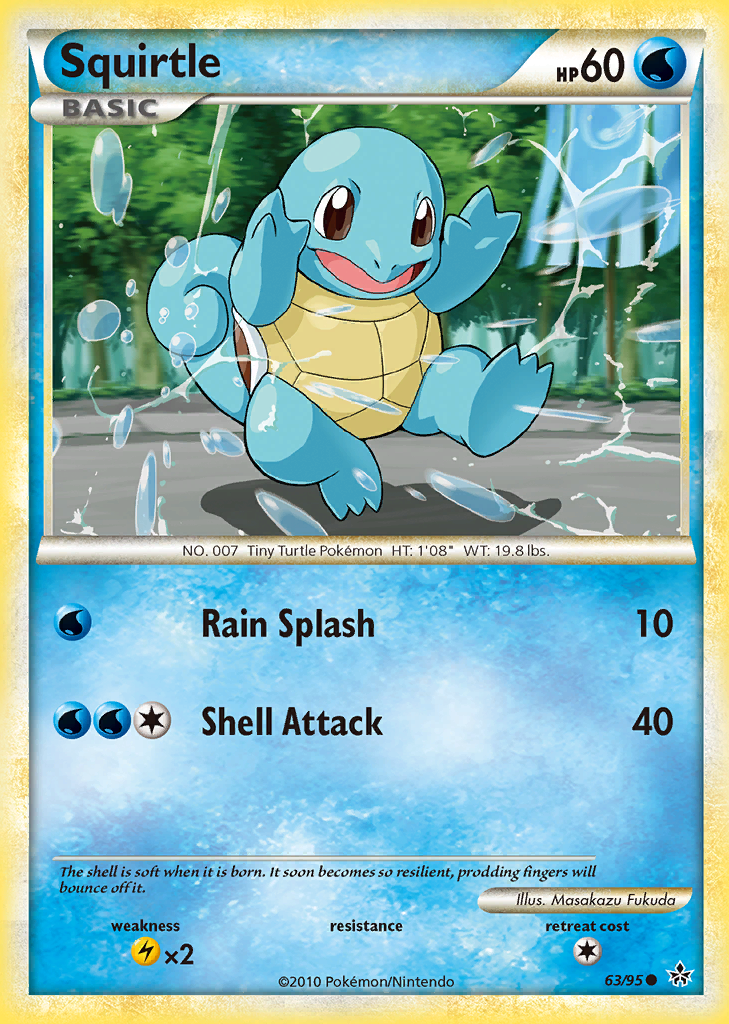 Squirtle
HP60
BASIC
NO. 007 Tiny Turtle Pokémon HT: 1'08" WT: 19.8 lbs.
Rain Splash 10
Shell Attack 40
The shell is soft when it is born. It soon becomes so resilient, prodding fingers will
bounce off it.
Illus. Masakazu Fukuda
weakness resistance retreat cost
×2
©2010 Pokémon/Nintendo
63/95